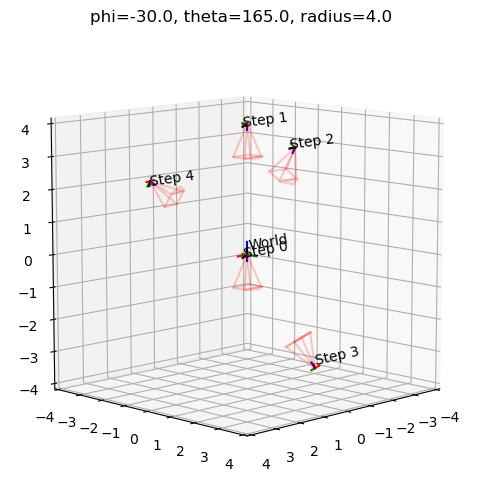 phi=-30.0, theta=165.0, radius=4.0
4
3
2
1
0
−1
−2
−3
−4
Step 1
Step 2
Step 4
World
Step 0
Step 3
−4 −3 −2 −1 0 1 2 3 4
4 3 2 1 0 −1 −2 −3 −4